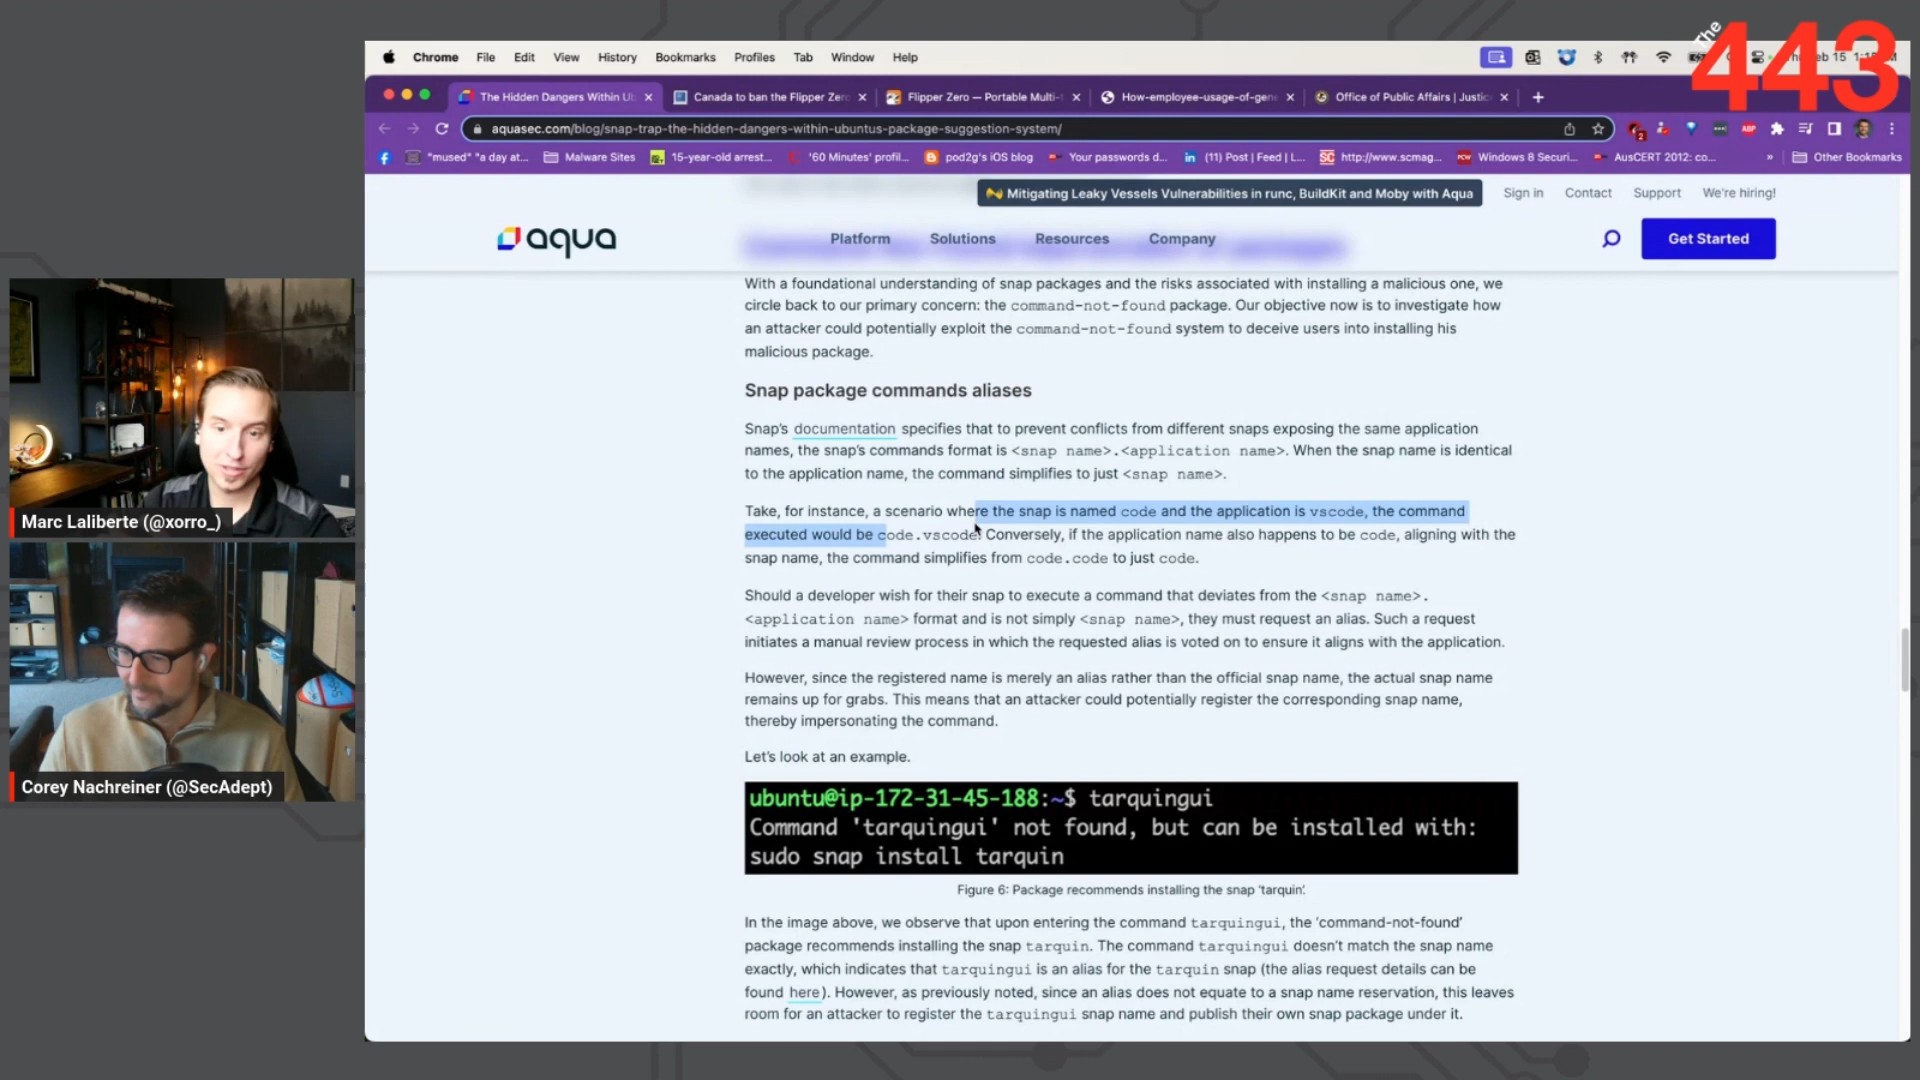 The 443
Chrome File Edit View History Bookmarks Profiles Tab Window Help
The Hidden Dangers Within Ub
Canada to ban the Flipper Zero
Flipper Zero — Portable Multi-
How-employee-usage-of-gene
Office of Public Affairs | Justic
aquasec.com/blog/snap-trap-the-hidden-dangers-within-ubuntus-package-suggestion-system/
ABP
"mused" "a day at...
Malware Sites
15-year-old arrest...
'60 Minutes' profil...
pod2g's iOS blog
Your passwords d...
(11) Post | Feed | L...
http://www.scmag...
Windows 8 Securi...
AusCERT 2012: co...
»
Other Bookmarks
Mitigating Leaky Vessels Vulnerabilities in runc, BuildKit and Moby with Aqua
Sign in Contact Support We're hiring!
aqua
Platform Solutions Resources Company
Get Started
With a foundational understanding of snap packages and the risks associated with installing a malicious one, we
circle back to our primary concern: the command-not-found package. Our objective now is to investigate how
an attacker could potentially exploit the command-not-found system to deceive users into installing his
malicious package.
Snap package commands aliases
Snap's documentation specifies that to prevent conflicts from different snaps exposing the same application
names, the snap's commands format is <snap name>.<application name>. When the snap name is identical
to the application name, the command simplifies to just <snap name>.
Take, for instance, a scenario where the snap is named code and the application is vscode, the command
executed would be code.vscode. Conversely, if the application name also happens to be code, aligning with the
snap name, the command simplifies from code.code to just code.
Should a developer wish for their snap to execute a command that deviates from the <snap name>.
<application name> format and is not simply <snap name>, they must request an alias. Such a request
initiates a manual review process in which the requested alias is voted on to ensure it aligns with the application.
However, since the registered name is merely an alias rather than the official snap name, the actual snap name
remains up for grabs. This means that an attacker could potentially register the corresponding snap name,
thereby impersonating the command.
Let's look at an example.
ubuntu@ip-172-31-45-188:~$ tarquingui
Command 'tarquingui' not found, but can be installed with:
sudo snap install tarquin
Figure 6: Package recommends installing the snap 'tarquin'.
In the image above, we observe that upon entering the command tarquingui, the 'command-not-found'
package recommends installing the snap tarquin. The command tarquingui doesn't match the snap name
exactly, which indicates that tarquingui is an alias for the tarquin snap (the alias request details can be
found here). However, as previously noted, since an alias does not equate to a snap name reservation, this leaves
room for an attacker to register the tarquingui snap name and publish their own snap package under it.
Marc Laliberte (@xorro_)
Corey Nachreiner (@SecAdept)